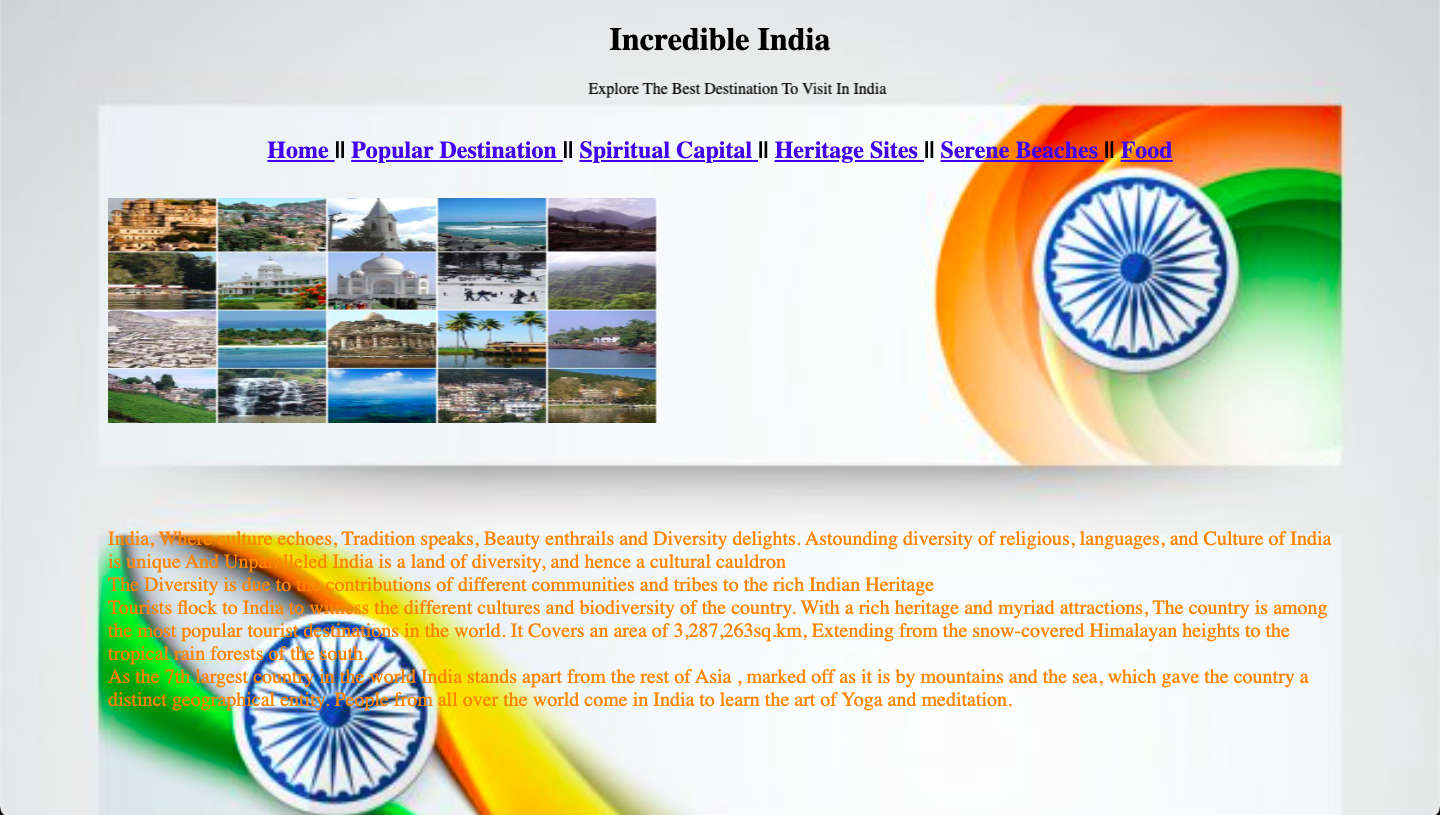 Incredible India
Explore The Best Destination To Visit In India
Home || Popular Destination || Spiritual Capital || Heritage Sites || Serene Beaches || Food
India, Where culture echoes, Tradition speaks, Beauty enthrails and Diversity delights. Astounding diversity of religious, languages, and Culture of India
is unique And Unparalleled India is a land of diversity, and hence a cultural cauldron
The Diversity is due to the contributions of different communities and tribes to the rich Indian Heritage
Tourists flock to India to witness the different cultures and biodiversity of the country. With a rich heritage and myriad attractions, The country is among
the most popular tourist destinations in the world. It Covers an area of 3,287,263sq.km, Extending from the snow-covered Himalayan heights to the
tropical rain forests of the south.
As the 7th largest country in the world India stands apart from the rest of Asia , marked off as it is by mountains and the sea, which gave the country a
distinct geographical entity. People from all over the world come in India to learn the art of Yoga and meditation.